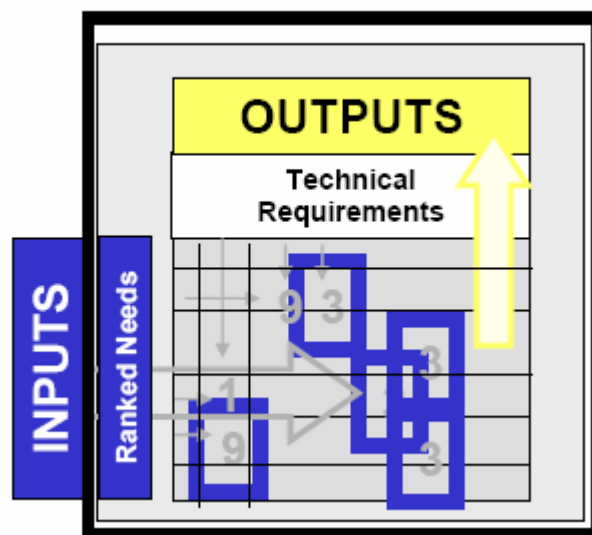 OUTPUTS
Technical
Requirements
INPUTS
Ranked Needs
9 3
3
1
9
3